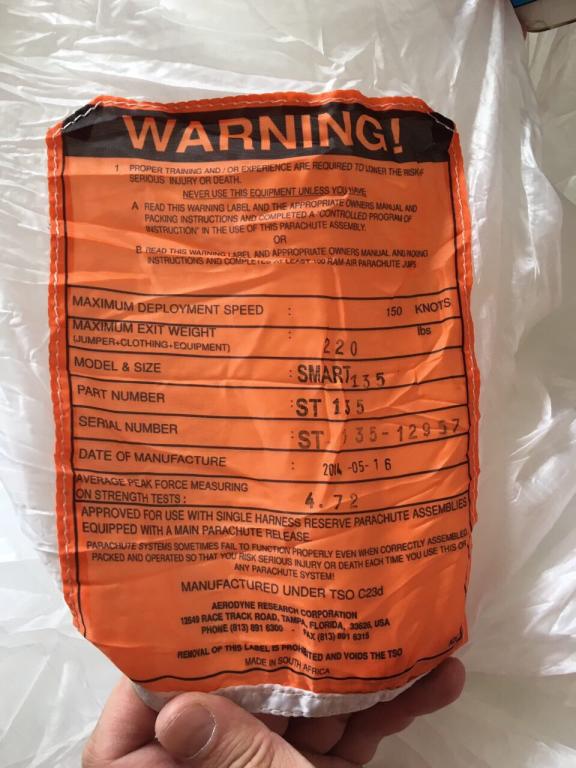 WARNING!
1 PROPER TRAINING AND / OR EXPERIENCE ARE REQUIRED TO LOWER THE RISK OF
SERIOUS INJURY OR DEATH.
NEVER USE THIS EQUIPMENT UNLESS YOU HAVE
A READ THIS WARNING LABEL AND THE APPROPRIATE OWNERS MANUAL AND
PACKING INSTRUCTIONS AND COMPLETED A "CONTROLLED PROGRAM OF
INSTRUCTION" IN THE USE OF THIS PARACHUTE ASSEMBLY.
OR
B READ THIS WARNING LABEL AND APPROPRIATE OWNERS MANUAL AND PACKING
INSTRUCTIONS AND COMPLETED AT LEAST 100 RAM-AIR PARACHUTE JUMPS
MAXIMUM DEPLOYMENT SPEED : 150 KNOTS
MAXIMUM EXIT WEIGHT lbs
(JUMPER+CLOTHING+EQUIPMENT) 220
MODEL & SIZE : SMART135
PART NUMBER : ST 135
SERIAL NUMBER : ST 135-12957
DATE OF MANUFACTURE : 2014 -05-16
AVERAGE PEAK FORCE MEASURING
ON STRENGTH TESTS : 4.72
APPROVED FOR USE WITH SINGLE HARNESS RESERVE PARACHUTE ASSEMBLIES
EQUIPPED WITH A MAIN PARACHUTE RELEASE.
PARACHUTE SYSTEMS SOMETIMES FAIL TO FUNCTION PROPERLY EVEN WHEN CORRECTLY ASSEMBLED,
PACKED AND OPERATED SO THAT YOU RISK SERIOUS INJURY OR DEATH EACH TIME YOU USE THIS OR
ANY PARACHUTE SYSTEM!
MANUFACTURED UNDER TSO C23d
AERODYNE RESEARCH CORPORATION
12649 RACE TRACK ROAD, TAMPA, FLORIDA, 33626, USA
PHONE (813) 891 6300 - FAX (813) 891 6315
REMOVAL OF THIS LABEL IS PROHIBITED AND VOIDS THE TSO
MADE IN SOUTH AFRICA